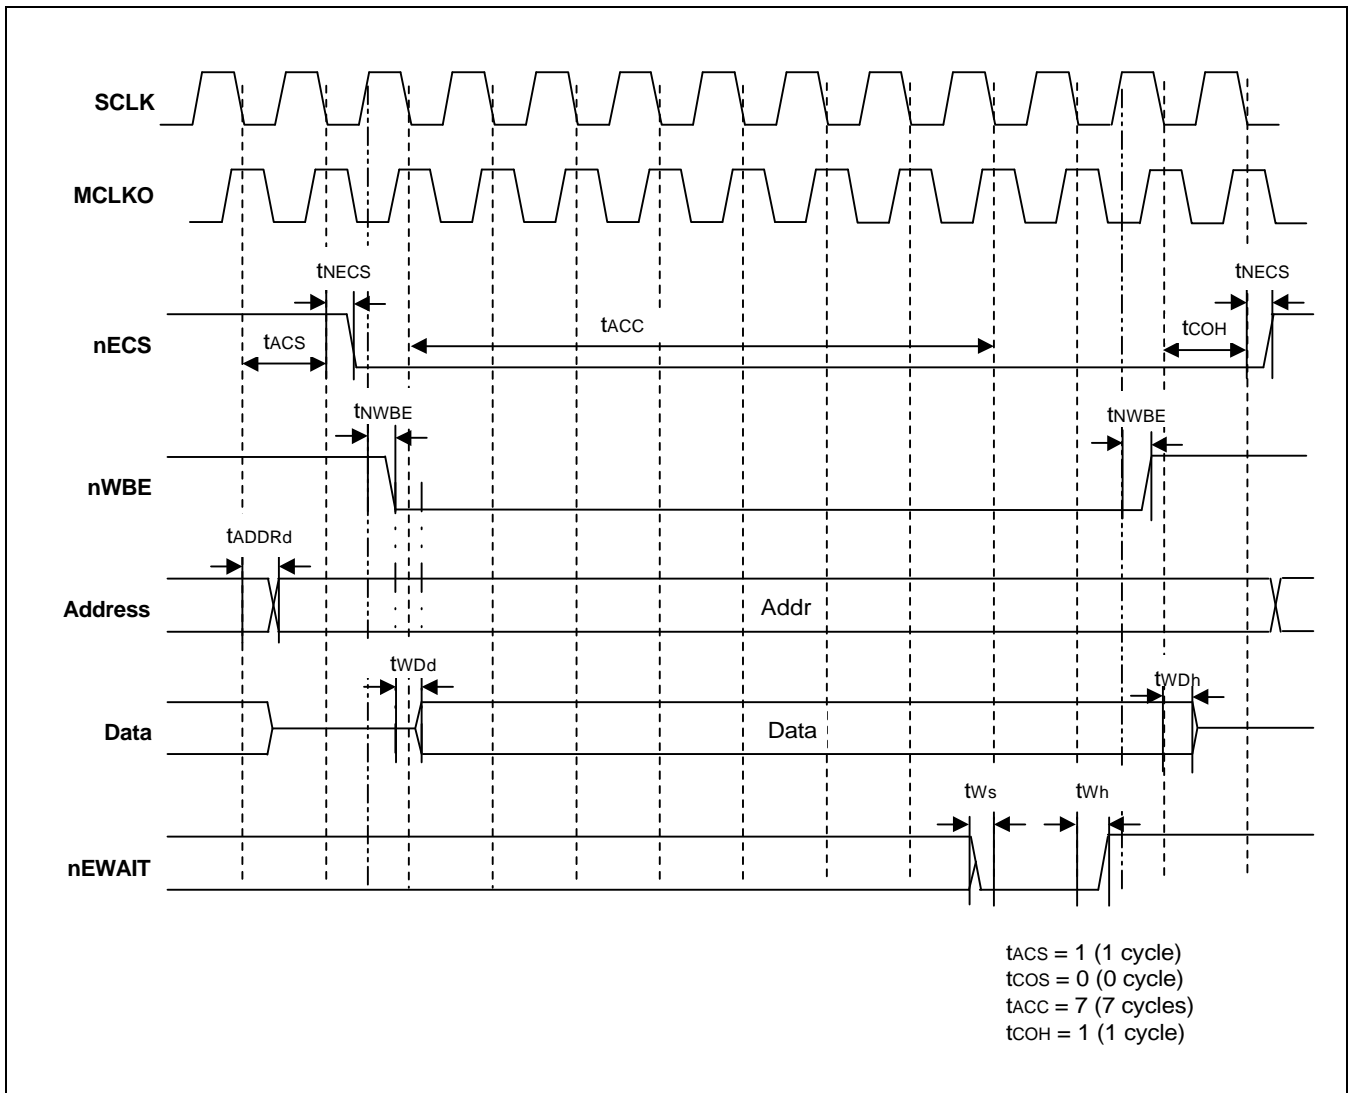 SCLK
MCLKO
tNECS
tNECS
nECS
tACS
tACC
tCOH
tNWBE
tNWBE
nWBE
tADDRd
Address
Addr
tWDd
tWDh
Data
Data
tWs
tWh
nEWAIT
tACS = 1 (1 cycle)
tCOS = 0 (0 cycle)
tACC = 7 (7 cycles)
tCOH = 1 (1 cycle)